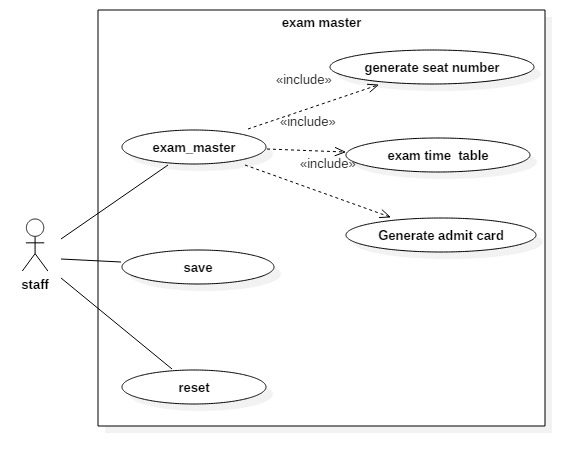 exam master
generate seat number
«include»
«include»
exam_master
exam time table
«include»
Generate admit card
save
staff
reset